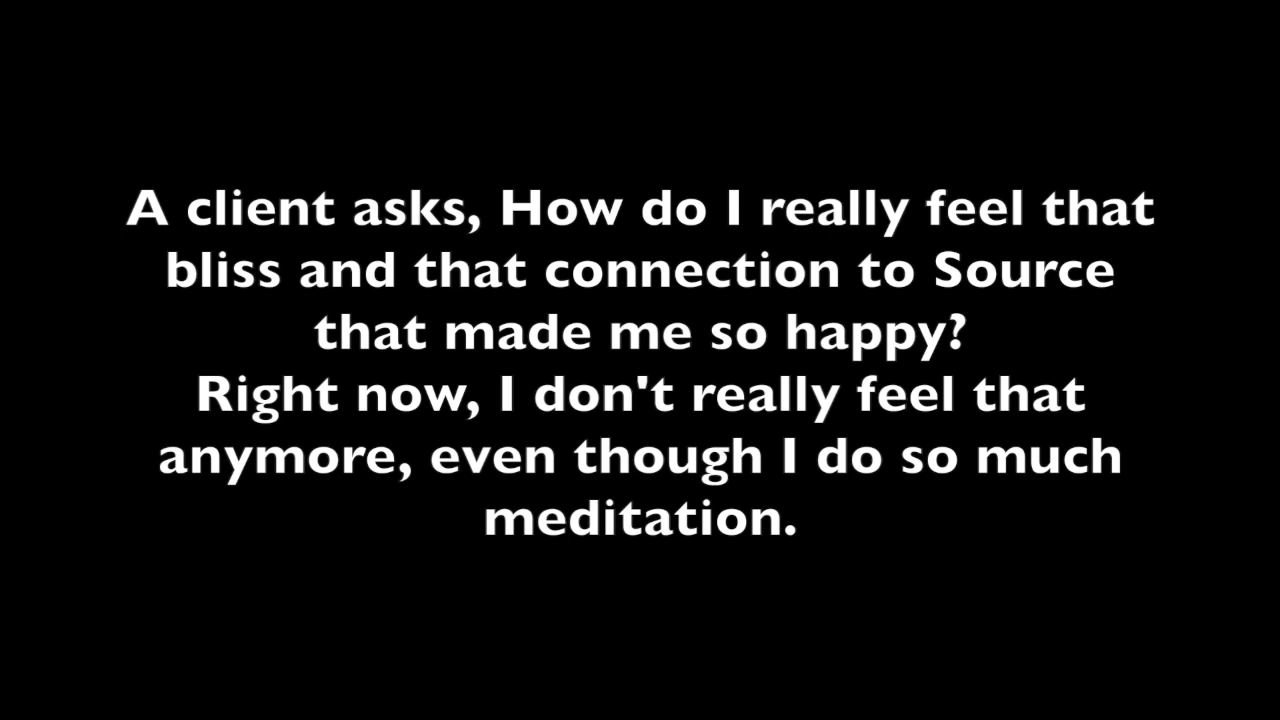 A client asks, How do I really feel that
bliss and that connection to Source
that made me so happy?
Right now, I don't really feel that
anymore, even though I do so much
meditation.